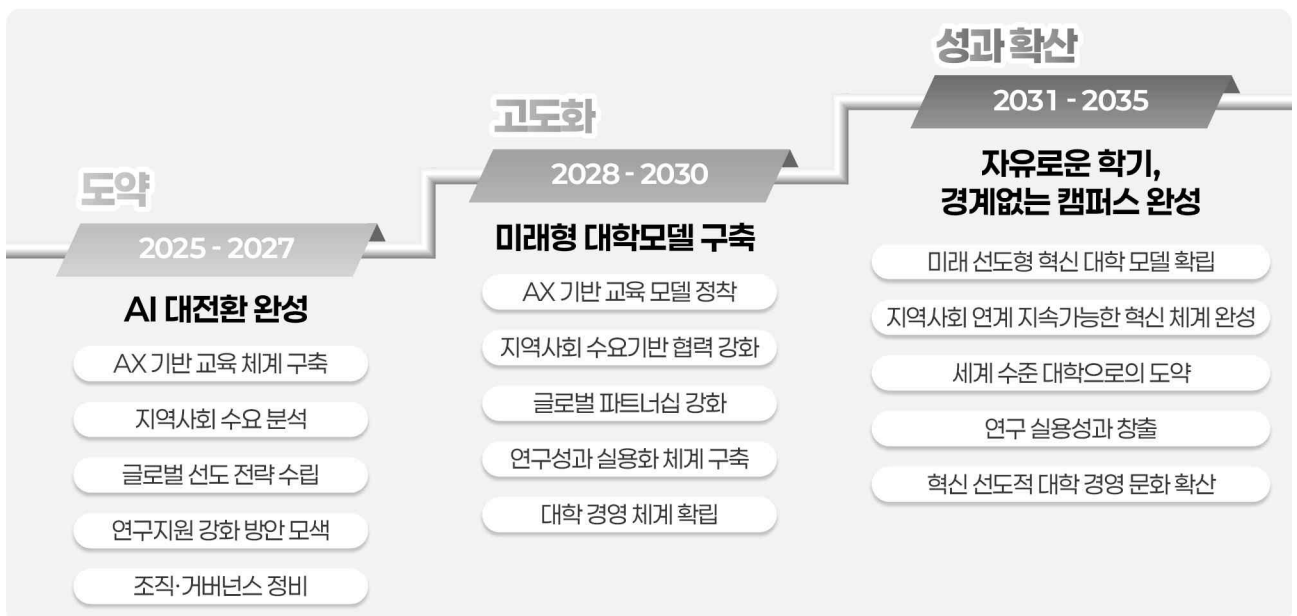 도약
2025 - 2027
AI 대전환 완성
AX 기반 교육 체계 구축
지역사회 수요 분석
글로벌 선도 전략 수립
연구지원 강화 방안 모색
조직·거버넌스 정비
고도화
2028 - 2030
미래형 대학모델 구축
AX 기반 교육 모델 정착
지역사회 수요기반 협력 강화
글로벌 파트너십 강화
연구성과 실용화 체계 구축
대학 경영 체계 확립
성과 확산
2031 - 2035
자유로운 학기,
경계없는 캠퍼스 완성
미래 선도형 혁신 대학 모델 확립
지역사회 연계 지속가능한 혁신 체계 완성
세계 수준 대학으로의 도약
연구 실용성과 창출
혁신 선도적 대학 경영 문화 확산